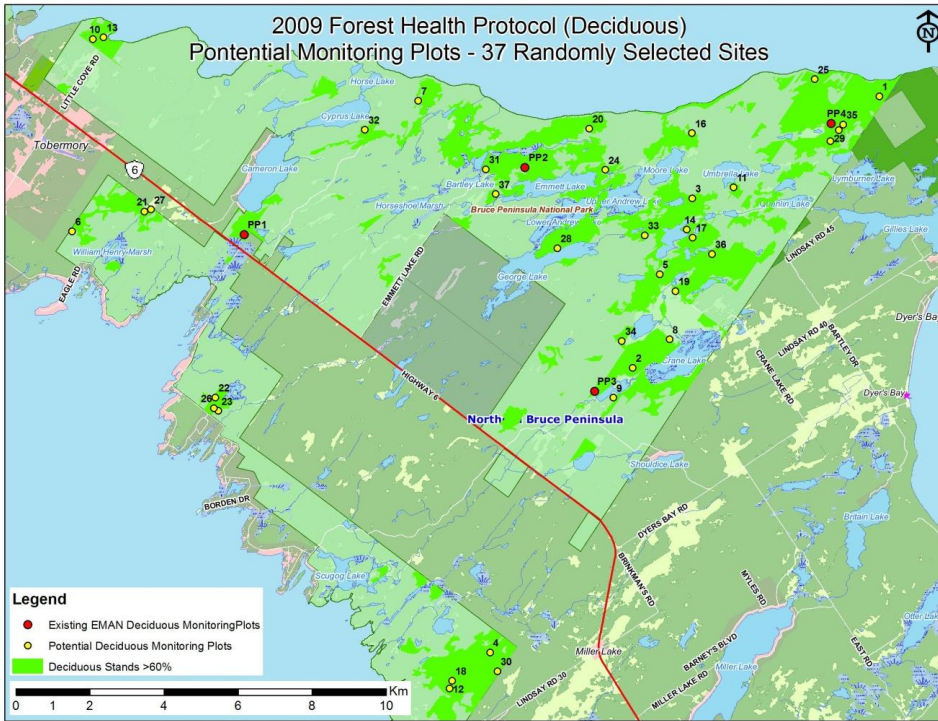 2009 Forest Health Protocol (Deciduous)
Pontential Monitoring Plots - 37 Randomly Selected Sites
N
10
13
LITTLE COVE RD
Horse Lake
7
25
1
Cyprus Lake
32
20
16
PP4
35
29
Tobermory
6
Cameron Lake
31
PP2
24
Moore Lake
Umbrella Lake
11
Lymburner Lake
Bartley Lake
Emmett Lake
37
3
21
27
Horseshoe Marsh
Bruce Peninsula National Park
Upper Andrew Lake
6
PP1
Lower Andrew Lake
33
14
17
LINDSAY RD 45
Gillies Lake
William Henry Marsh
28
36
EAGLE RD
EMMETT LAKE RD
George Lake
5
19
Dyer's Bay
34
8
LINDSAY RD 40
BARTLEY DR
2
Crane Lake
CRANE LAKE RD
HIGHWAY 6
PP3
9
Dyer's Bay
22
26
23
Northern Bruce Peninsula
Shouldice Lake
BORDEN DR
DYERS BAY RD
Britain Lake
Scugog Lake
BRINKMAN'S RD
MYLES RD
Otter Lake
4
Miller Lake
BARNEY'S BLVD
EAST RD
30
Miller Lake
18
LINDSAY RD 30
MILLER LAKE RD
12
Legend
Existing EMAN Deciduous MonitoringPlots
Potential Deciduous Monitoring Plots
Deciduous Stands >60%
Km
0 1 2 4 6 8 10